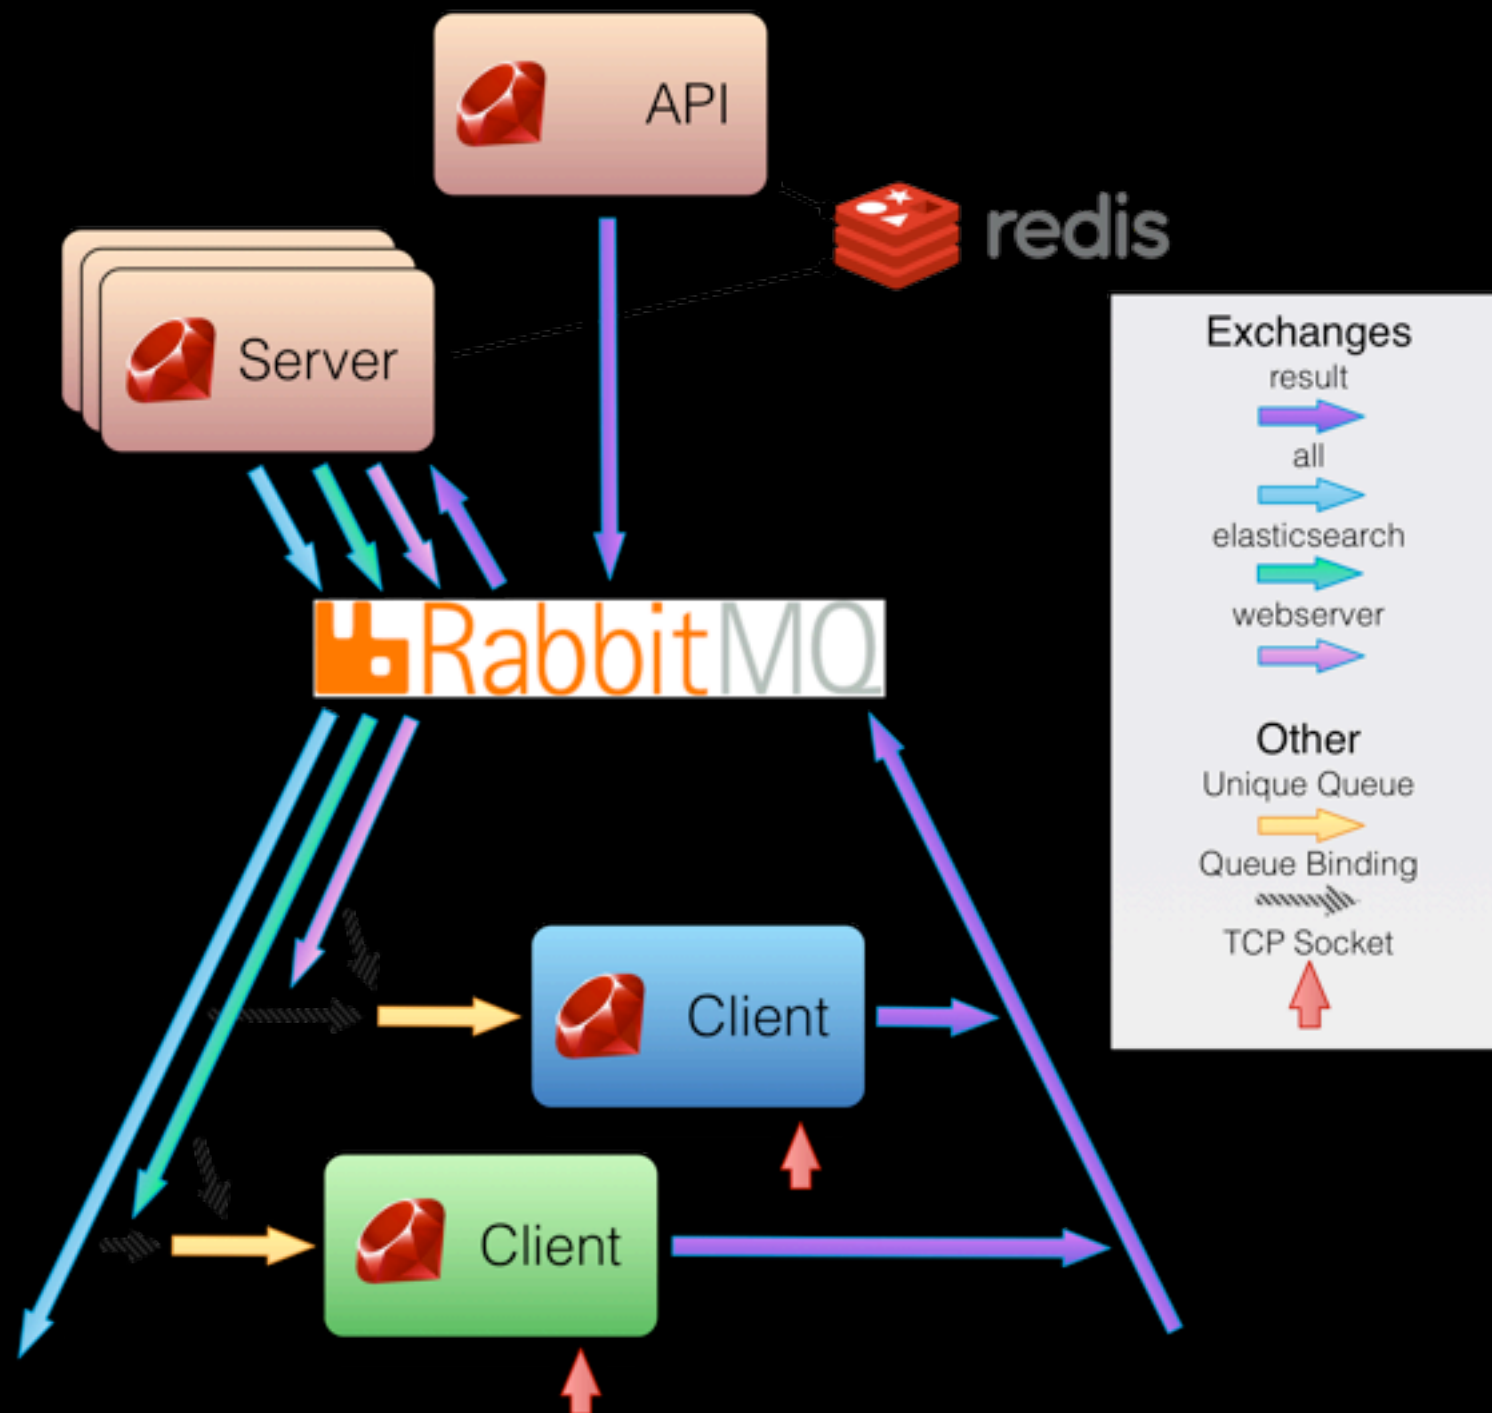 API
redis
Server
RabbitMQ
Client
Client
Exchanges
result
all
elasticsearch
webserver
Other
Unique Queue
Queue Binding
TCP Socket